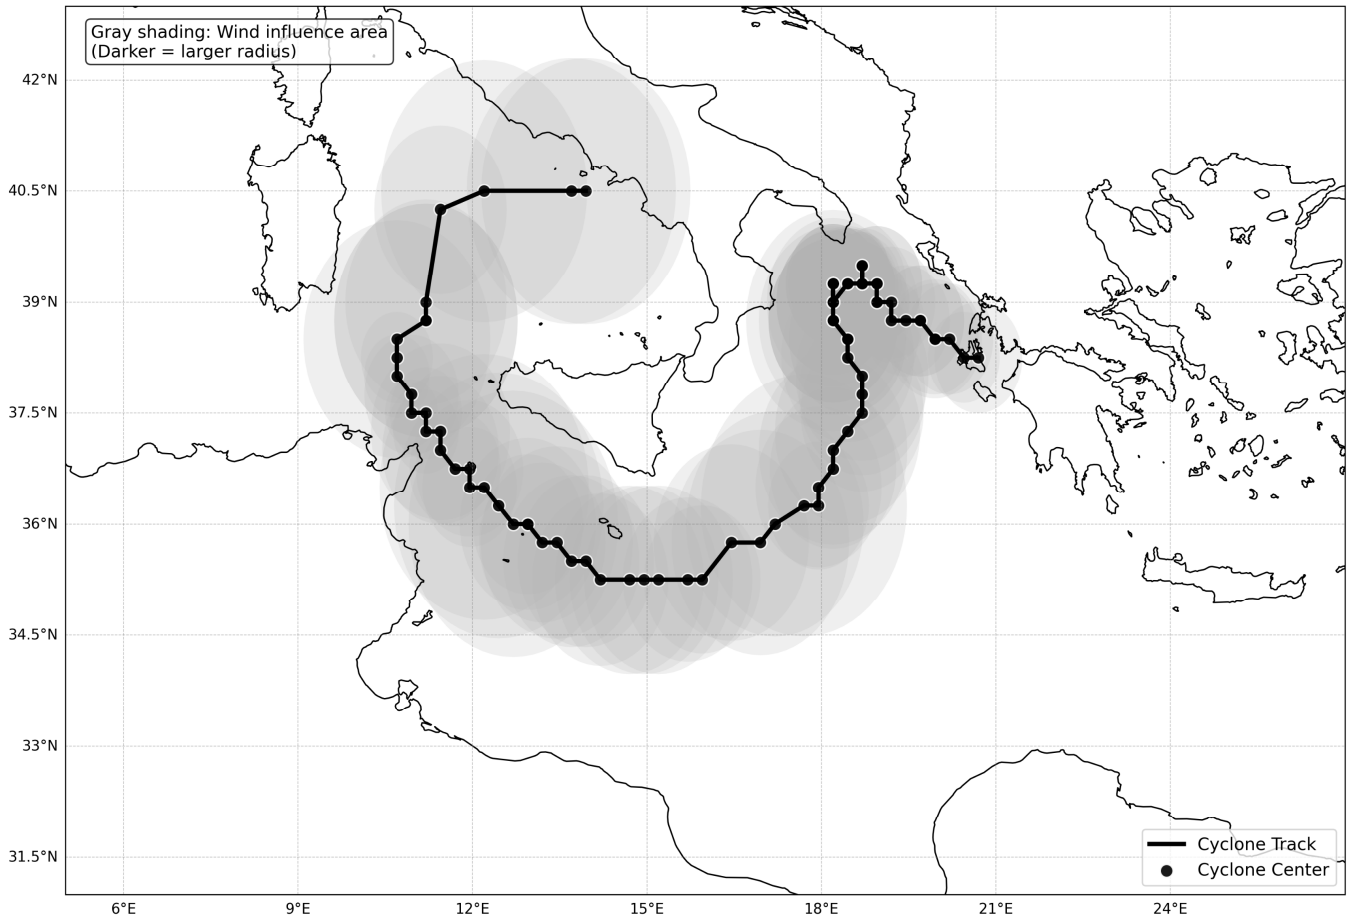 Gray shading: Wind influence area
(Darker = larger radius)
42°N
40.5°N
39°N
37.5°N
36°N
34.5°N
33°N
31.5°N
Cyclone Track
Cyclone Center
6°E
9°E
12°E
15°E
18°E
21°E
24°E